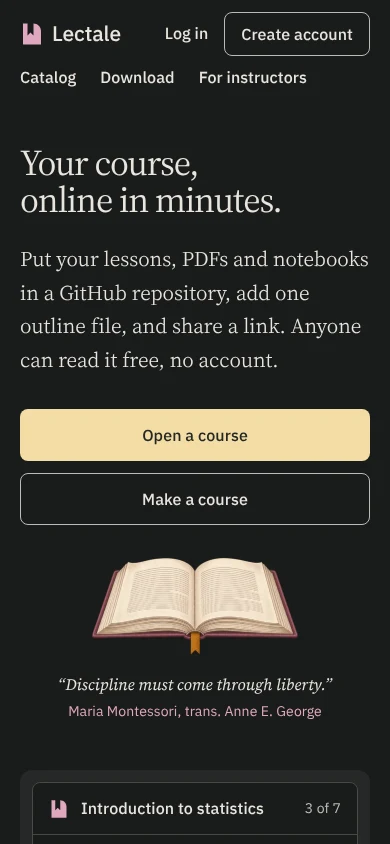 Lectale
Log in
Create account
Catalog
Download
For instructors
Your course,
online in minutes.
Put your lessons, PDFs and notebooks
in a GitHub repository, add one
outline file, and share a link. Anyone
can read it free, no account.
Open a course
Make a course
“Discipline must come through liberty.”
Maria Montessori, trans. Anne E. George
Introduction to statistics
3 of 7